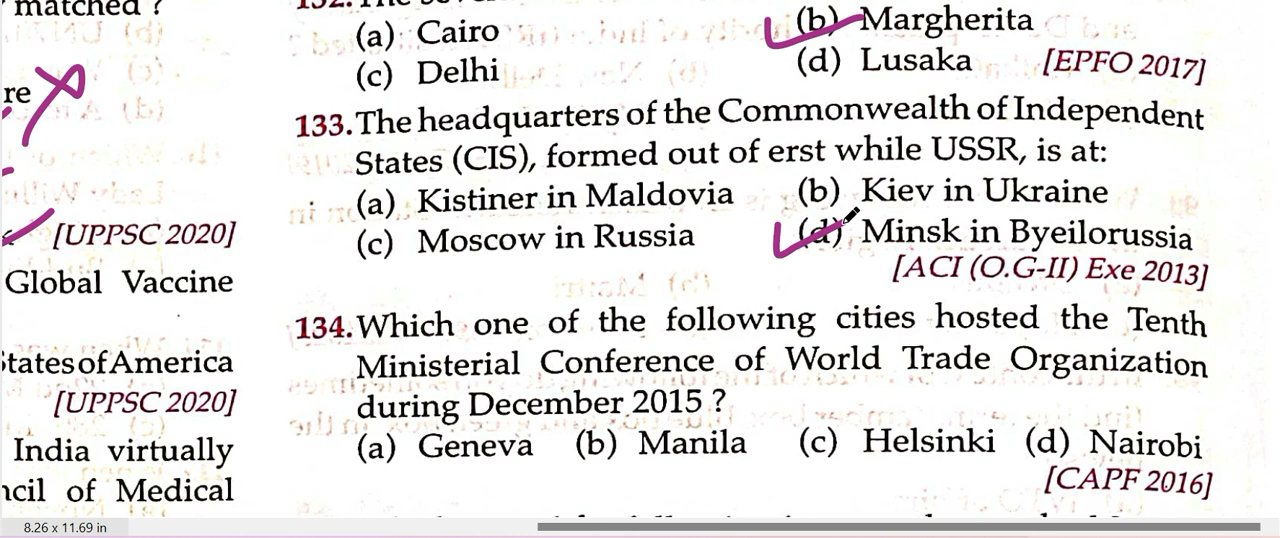 matched ?
re
[UPPSC 2020]
Global Vaccine
States of America
[UPPSC 2020]
India virtually
ncil of Medical
(a) Cairo (b) Margherita
(c) Delhi (d) Lusaka [EPFO 2017]
133. The headquarters of the Commonwealth of Independent
States (CIS), formed out of erst while USSR, is at:
(a) Kistiner in Maldovia (b) Kiev in Ukraine
(c) Moscow in Russia (d) Minsk in Byeilorussia
[ACI (O.G-II) Exe 2013]
134. Which one of the following cities hosted the Tenth
Ministerial Conference of World Trade Organization
during December 2015 ?
(a) Geneva (b) Manila (c) Helsinki (d) Nairobi
[CAPF 2016]
8.26 x 11.69 in